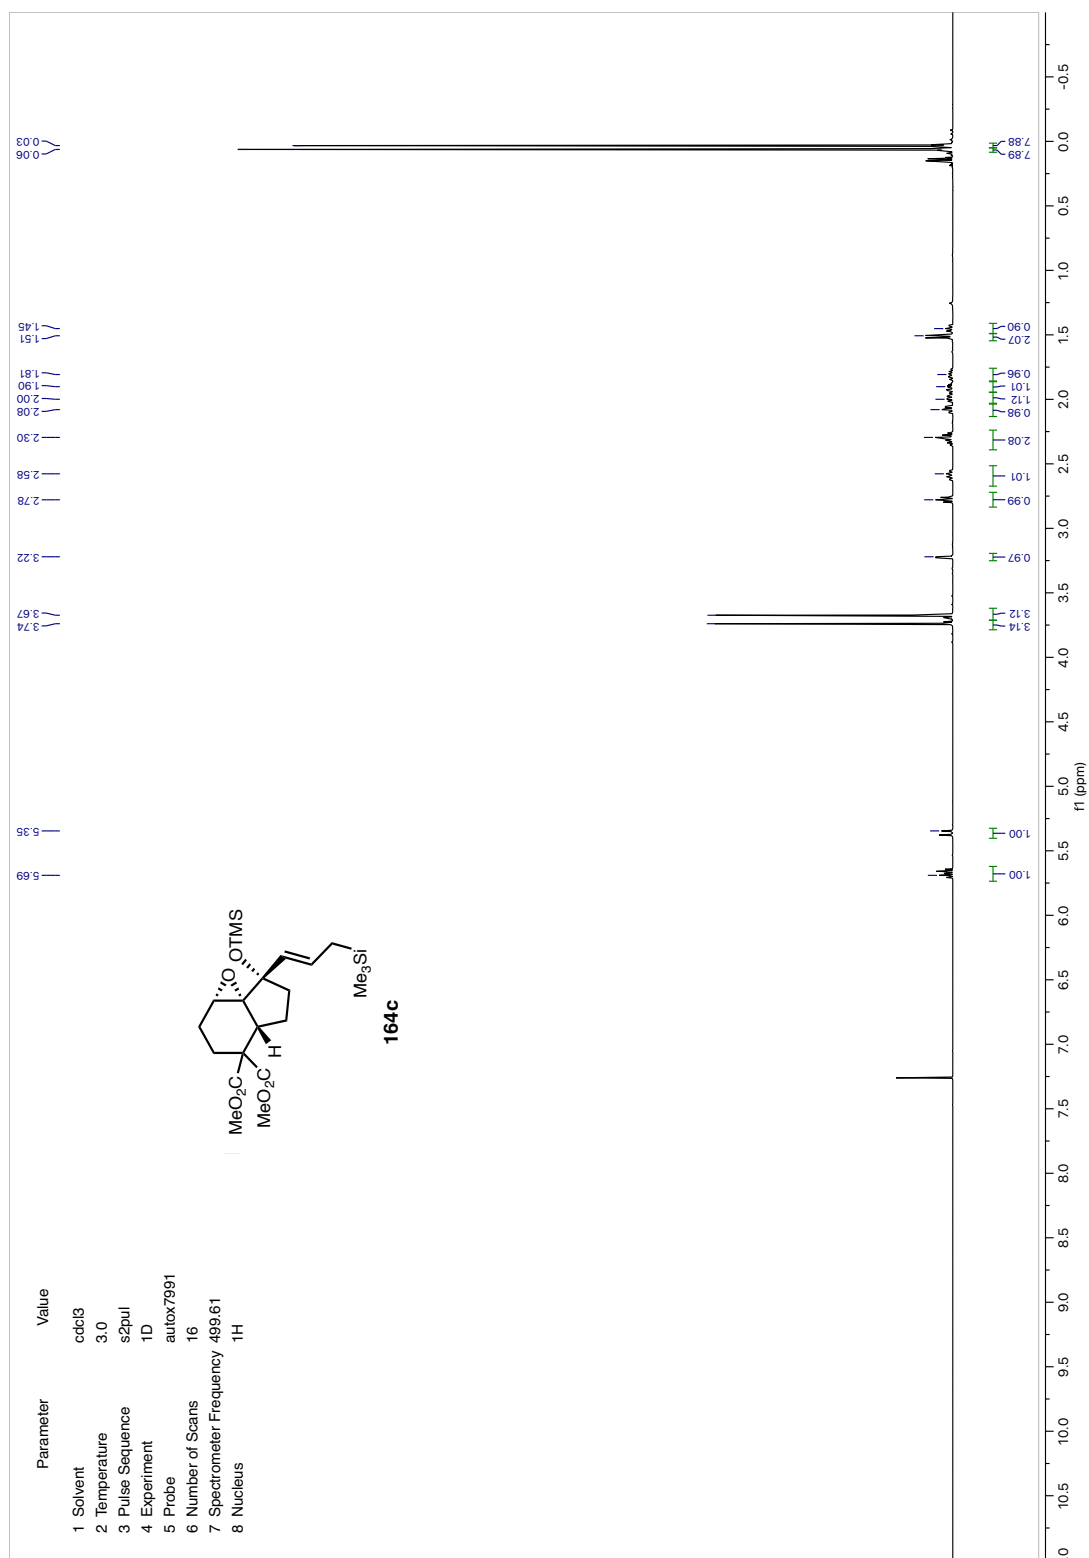 Parameter Value
1 Solvent cdcl3
2 Temperature 3.0
3 Pulse Sequence s2pul
4 Experiment 1D
5 Probe autox7991
6 Number of Scans 16
7 Spectrometer Frequency 499.61
8 Nucleus 1H
MeO₂C
MeO₂C
H
O
OTMS
Me₃Si
164c
5.69
5.35
3.74
3.67
3.22
2.78
2.58
2.30
2.08
2.00
1.90
1.81
1.51
1.45
0.06
0.03
1.00
1.00
3.14
3.12
0.97
0.99
1.01
2.08
0.98
1.12
1.01
0.96
2.07
0.90
7.89
7.88
0 10.5 10.0 9.5 9.0 8.5 8.0 7.5 7.0 6.5 6.0 5.5 5.0 4.5 4.0 3.5 3.0 2.5 2.0 1.5 1.0 0.5 0.0 -0.5
f1 (ppm)